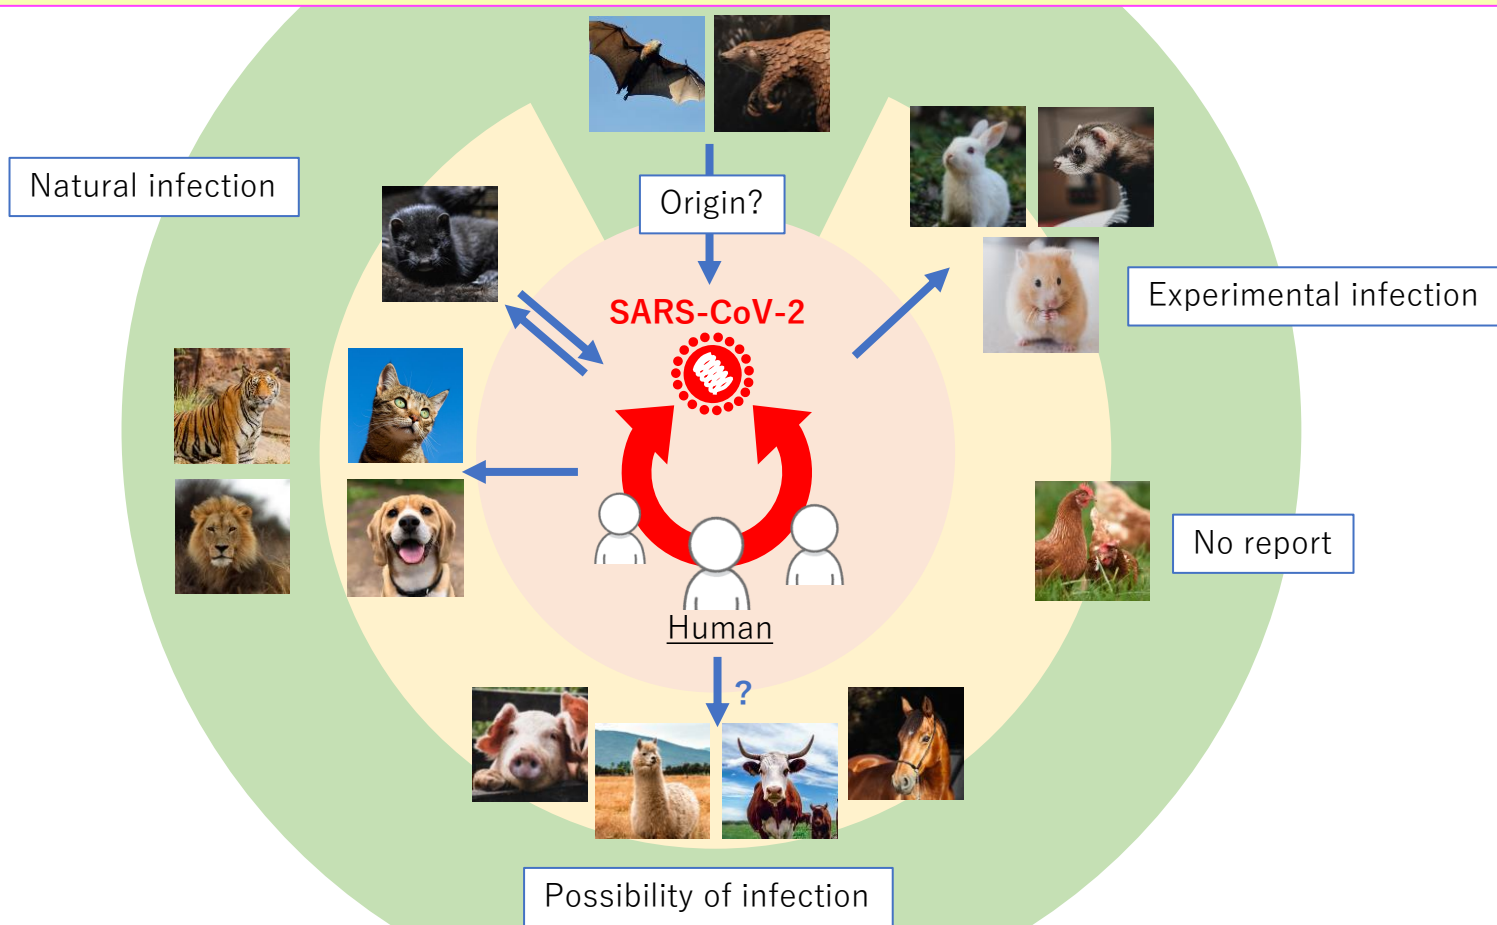 Natural infection
Origin?
Experimental infection
SARS-CoV-2
No report
Human
?
Possibility of infection